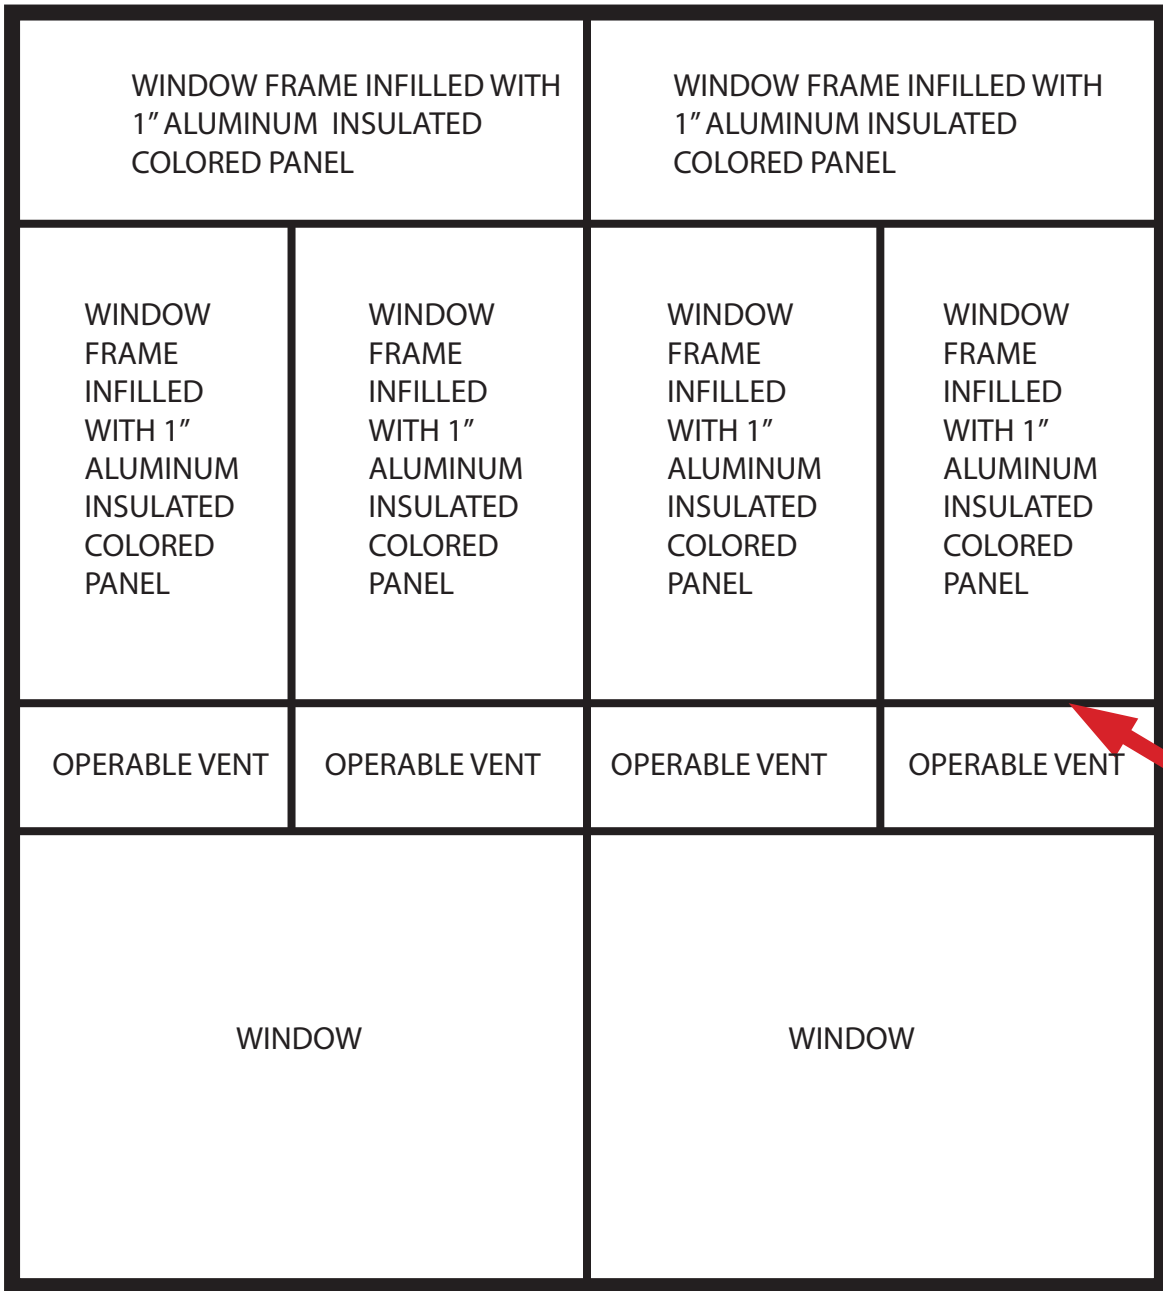 WINDOW FRAME INFILLED WITH
1" ALUMINUM INSULATED
COLORED PANEL
WINDOW FRAME INFILLED WITH
1" ALUMINUM INSULATED
COLORED PANEL
WINDOW
FRAME
INFILLED
WITH 1"
ALUMINUM
INSULATED
COLORED
PANEL
WINDOW
FRAME
INFILLED
WITH 1"
ALUMINUM
INSULATED
COLORED
PANEL
WINDOW
FRAME
INFILLED
WITH 1"
ALUMINUM
INSULATED
COLORED
PANEL
WINDOW
FRAME
INFILLED
WITH 1"
ALUMINUM
INSULATED
COLORED
PANEL
OPERABLE VENT
OPERABLE VENT
OPERABLE VENT
OPERABLE VENT
WINDOW
WINDOW